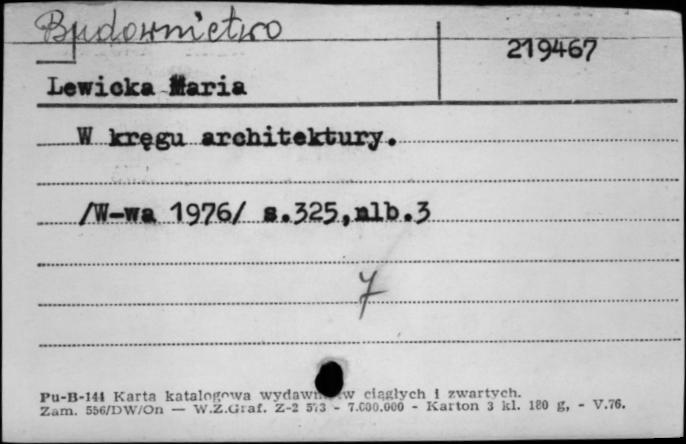 Budownictwo
219467
Lewicka Maria
W kręgu architektury.
/W-wa 1976/ s.325,nlb.3
7
Pu-B-144 Karta katalogowa wydawnictw ciągłych i zwartych.
Zam. 556/DW/On — W.Z.Graf. Z-2 573 - 7.000.000 - Karton 3 kl. 180 g, - V.76.